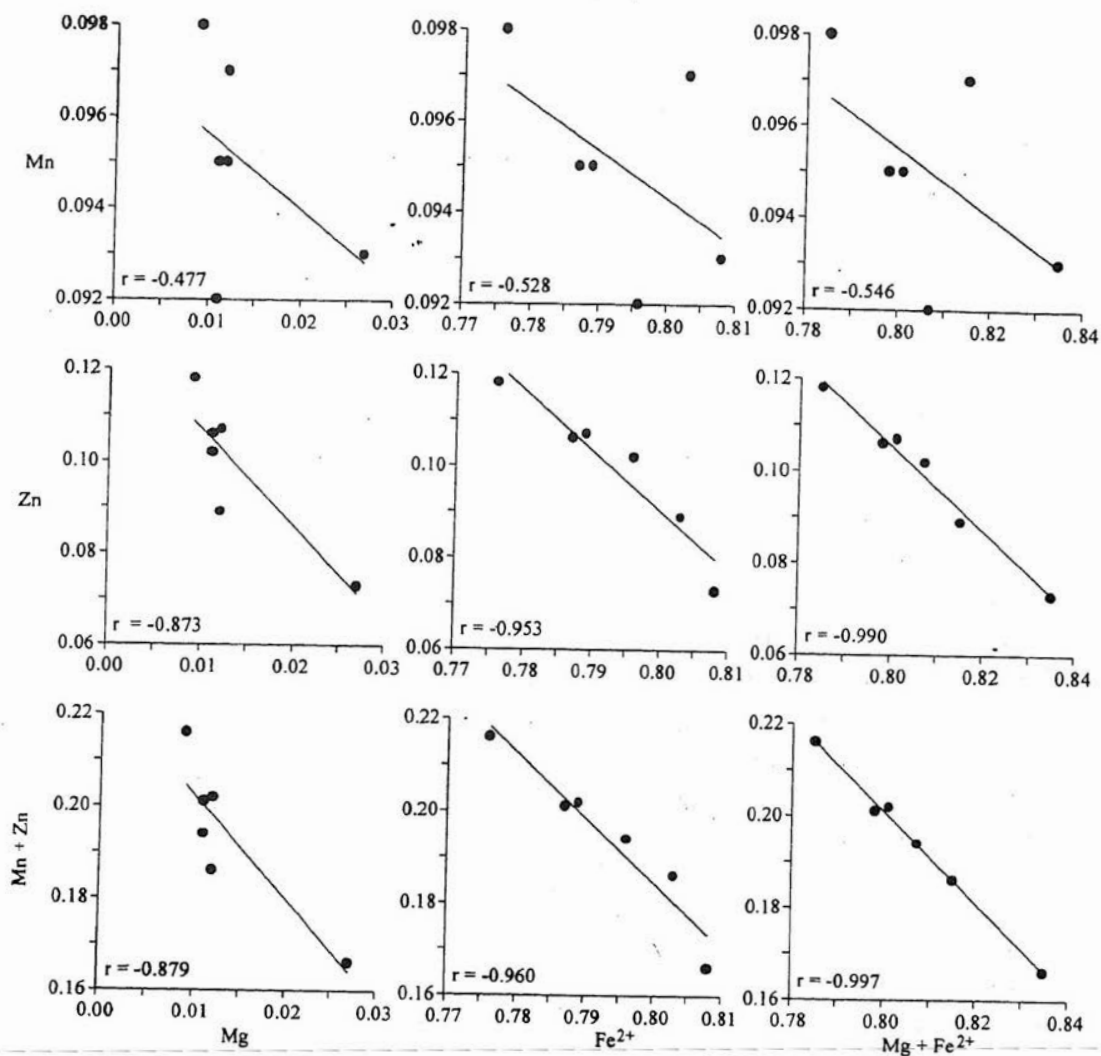 0.098
0.096
Mn
0.094
0.092
r = -0.477
0.00 0.01 0.02 0.03
0.098
0.096
0.094
0.092
r = -0.528
0.77 0.78 0.79 0.80 0.81
0.098
0.096
0.094
0.092
r = -0.546
0.78 0.80 0.82 0.84
0.12
0.10
Zn
0.08
0.06
r = -0.873
0.00 0.01 0.02 0.03
0.12
0.10
0.08
0.06
r = -0.953
0.77 0.78 0.79 0.80 0.81
0.12
0.10
0.08
0.06
r = -0.990
0.78 0.80 0.82 0.84
0.22
0.20
Mn + Zn
0.18
0.16
r = -0.879
0.00 0.01 0.02 0.03
Mg
0.22
0.20
0.18
0.16
r = -0.960
0.77 0.78 0.79 0.80 0.81
Fe²⁺
0.22
0.20
0.18
0.16
r = -0.997
0.78 0.80 0.82 0.84
Mg + Fe²⁺